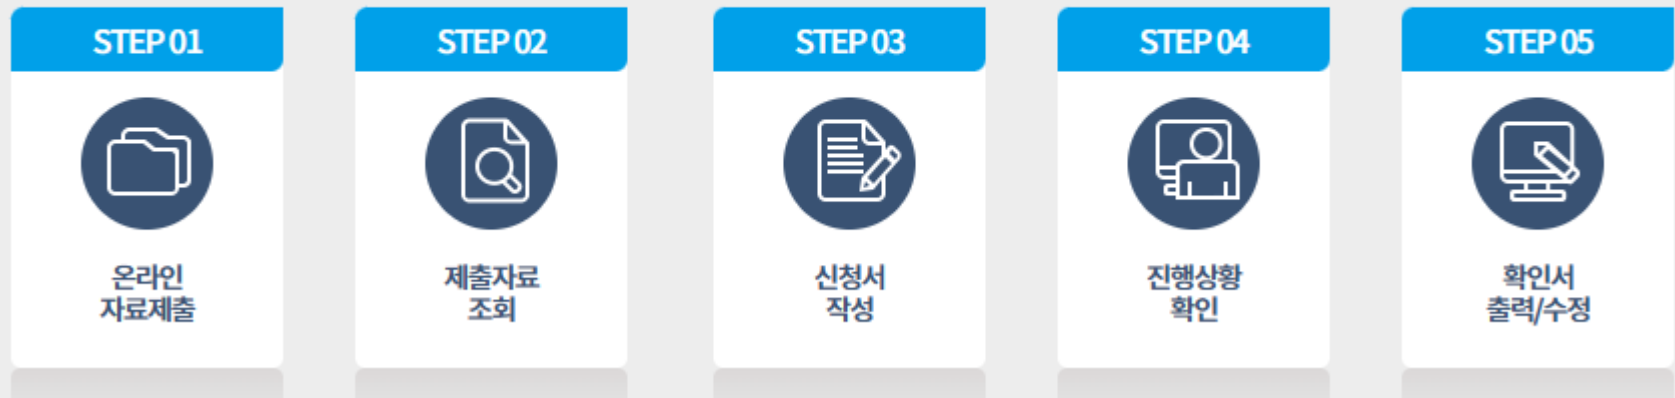 STEP 01
온라인
자료제출
STEP 02
제출자료
조회
STEP 03
신청서
작성
STEP 04
진행상황
확인
STEP 05
확인서
출력/수정